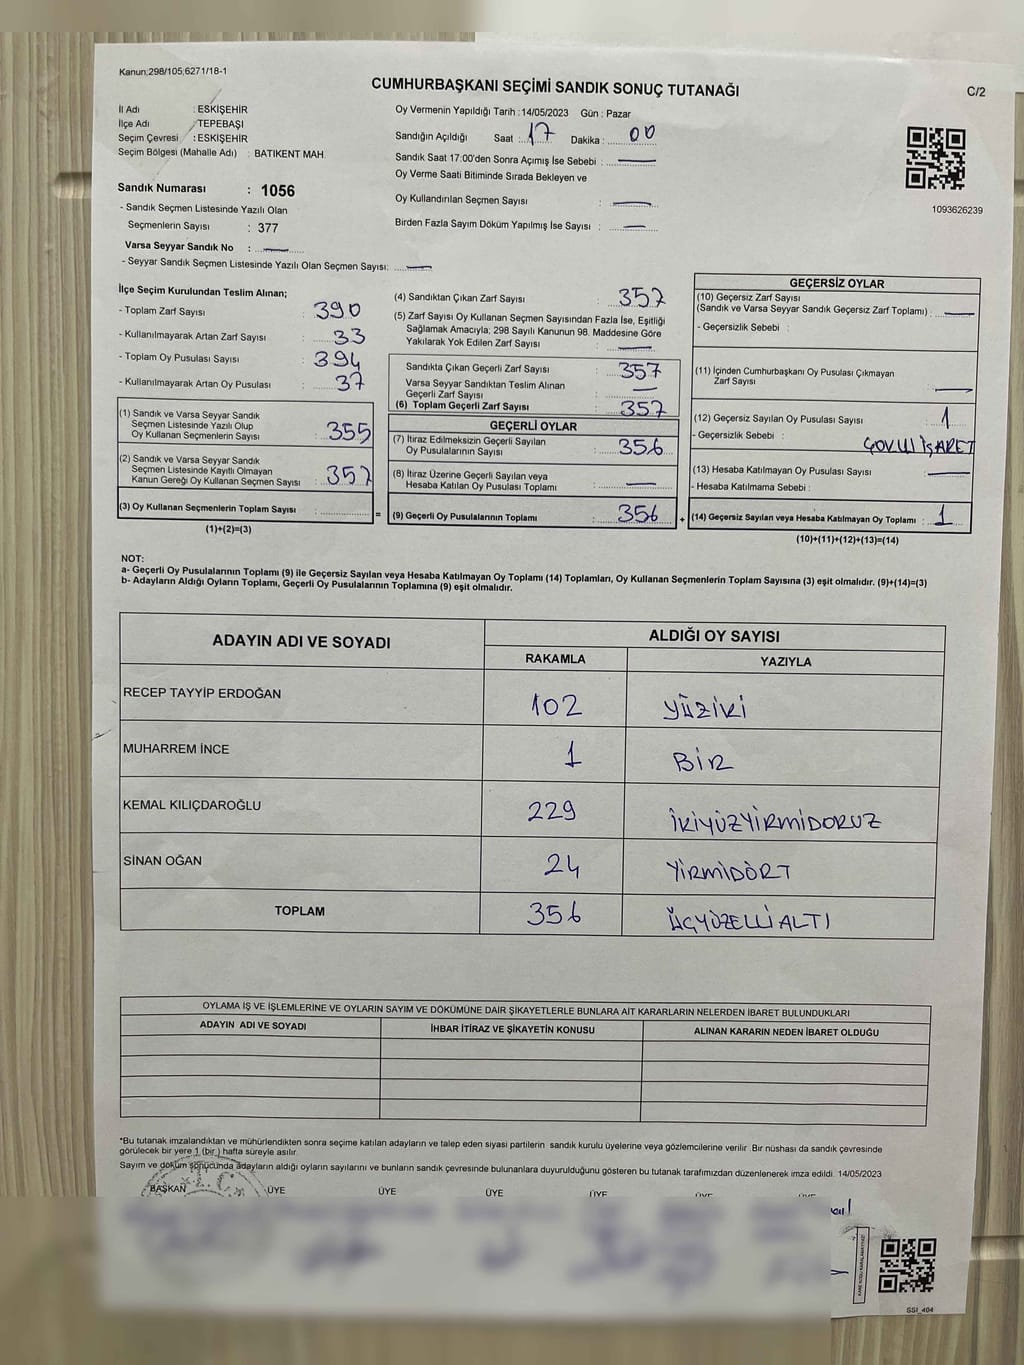 Kanun;298/105;6271/18-1
CUMHURBAŞKANI SEÇİMİ SANDIK SONUÇ TUTANAĞI
C/2
İl Adı : ESKİŞEHİR
İlçe Adı : TEPEBAŞI
Seçim Çevresi : ESKİŞEHİR
Seçim Bölgesi (Mahalle Adı) : BATIKENT MAH.
Oy Vermenin Yapıldığı Tarih : 14/05/2023 Gün : Pazar
Sandığın Açıldığı Saat : 17 Dakika : 00
Sandık Saat 17:00'den Sonra Açımış İse Sebebi : —
Oy Verme Saati Bitiminde Sırada Bekleyen ve
Oy Kullandırılan Seçmen Sayısı : —
Birden Fazla Sayım Döküm Yapılmış İse Sayısı : —
1093626239
Sandık Numarası : 1056
- Sandık Seçmen Listesinde Yazılı Olan
Seçmenlerin Sayısı : 377
Varsa Seyyar Sandık No : —
- Seyyar Sandık Seçmen Listesinde Yazılı Olan Seçmen Sayısı: —
İlçe Seçim Kurulundan Teslim Alınan;
- Toplam Zarf Sayısı : 390
- Kullanılmayarak Artan Zarf Sayısı : 33
- Toplam Oy Pusulası Sayısı : 394
- Kullanılmayarak Artan Oy Pusulası : 37
(1) Sandık ve Varsa Seyyar Sandık
Seçmen Listesinde Yazılı Olup
Oy Kullanan Seçmenlerin Sayısı : 355
(2) Sandık ve Varsa Seyyar Sandık
Seçmen Listesinde Kayıtlı Olmayan
Kanun Gereği Oy Kullanan Seçmen Sayısı : 357
(3) Oy Kullanan Seçmenlerin Toplam Sayısı :
(1)+(2)=(3)
(4) Sandıktan Çıkan Zarf Sayısı : 357
(5) Zarf Sayısı Oy Kullanan Seçmen Sayısından Fazla İse, Eşitliği
Sağlamak Amacıyla; 298 Sayılı Kanunun 98. Maddesine Göre
Yakılarak Yok Edilen Zarf Sayısı : —
Sandıkta Çıkan Geçerli Zarf Sayısı : 357
Varsa Seyyar Sandıktan Teslim Alınan
Geçerli Zarf Sayısı : —
(6) Toplam Geçerli Zarf Sayısı : 357
GEÇERLİ OYLAR
(7) İtiraz Edilmeksizin Geçerli Sayılan
Oy Pusulalarının Sayısı : 356
(8) İtiraz Üzerine Geçerli Sayılan veya
Hesaba Katılan Oy Pusulası Toplamı : —
= (9) Geçerli Oy Pusulalarının Toplamı : 356 +
GEÇERSİZ OYLAR
(10) Geçersiz Zarf Sayısı
(Sandık ve Varsa Seyyar Sandık Geçersiz Zarf Toplamı) : —
- Geçersizlik Sebebi :
(11) İçinden Cumhurbaşkanı Oy Pusulası Çıkmayan
Zarf Sayısı : —
(12) Geçersiz Sayılan Oy Pusulası Sayısı : 1
- Geçersizlik Sebebi : İŞARET
(13) Hesaba Katılmayan Oy Pusulası Sayısı : —
- Hesaba Katılmama Sebebi :
(14) Geçersiz Sayılan veya Hesaba Katılmayan Oy Toplamı : 1
(10)+(11)+(12)+(13)=(14)
NOT:
a- Geçerli Oy Pusulalarının Toplamı (9) ile Geçersiz Sayılan veya Hesaba Katılmayan Oy Toplamı (14) Toplamları, Oy Kullanan Seçmenlerin Toplam Sayısına (3) eşit olmalıdır. (9)+(14)=(3)
b- Adayların Aldığı Oyların Toplamı, Geçerli Oy Pusulalarının Toplamına (9) eşit olmalıdır.
ADAYIN ADI VE SOYADI ALDIĞI OY SAYISI
RAKAMLA YAZIYLA
RECEP TAYYİP ERDOĞAN 102 YÜZİKİ
MUHARREM İNCE 1 BİR
KEMAL KILIÇDAROĞLU 229 İKİYÜZYİRMİDOKUZ
SİNAN OĞAN 24 YİRMİDÖRT
TOPLAM 356 ÜÇYÜZELLİALTI
OYLAMA İŞ VE İŞLEMLERİNE VE OYLARIN SAYIM VE DÖKÜMÜNE DAİR ŞİKAYETLERLE BUNLARA AİT KARARLARIN NELERDEN İBARET BULUNDUKLARI
ADAYIN ADI VE SOYADI İHBAR İTİRAZ VE ŞİKAYETİN KONUSU ALINAN KARARIN NEDEN İBARET OLDUĞU
*Bu tutanak imzalandıktan ve mühürlendikten sonra seçime katılan adayların ve talep eden siyasi partilerin sandık kurulu üyelerine veya gözlemcilerine verilir. Bir nüshası da sandık çevresinde
görülecek bir yere 1 (bir) hafta süreyle asılır.
Sayım ve döküm sonucunda adayların aldığı oyların sayılarını ve bunların sandık çevresinde bulunanlara duyurulduğunu gösteren bu tutanak tarafımızdan düzenlenerek imza edildi. 14/05/2023
BAŞKAN ÜYE ÜYE ÜYE ÜYE ÜYE ÜYE
T.C.
SSI_404